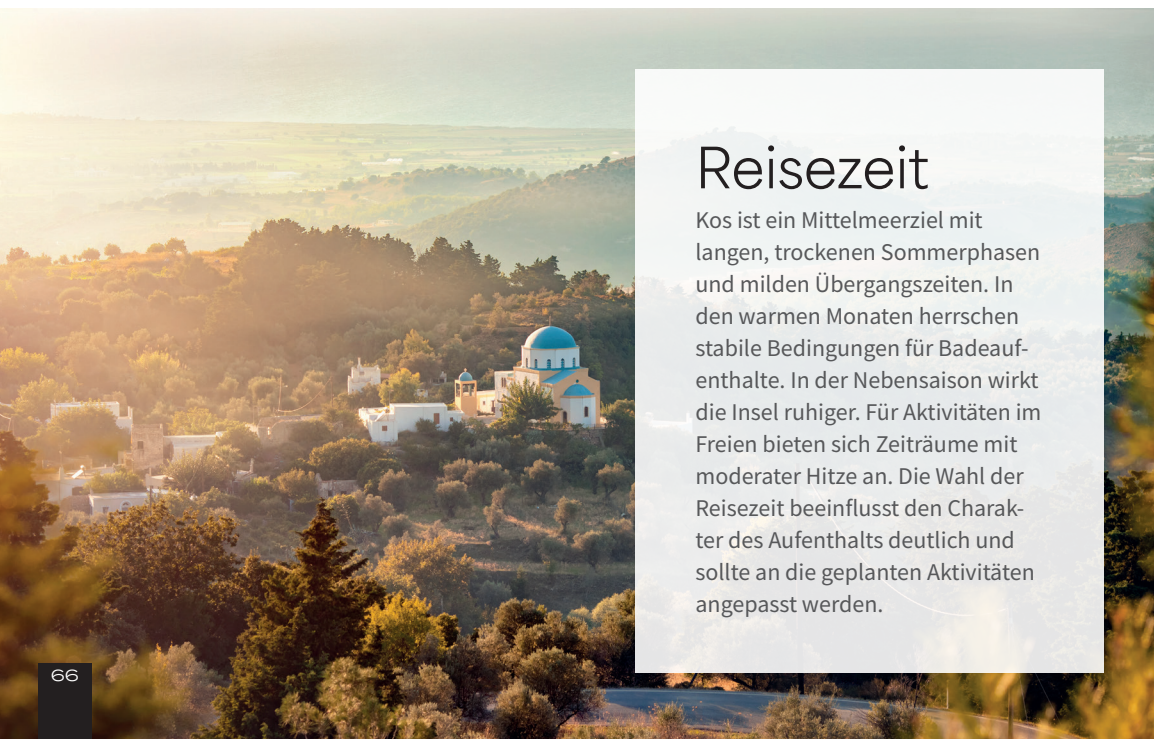 Reisezeit
Kos ist ein Mittelmeerziel mit
langen, trockenen Sommerphasen
und milden Übergangszeiten. In
den warmen Monaten herrschen
stabile Bedingungen für Badeauf-
enthalte. In der Nebensaison wirkt
die Insel ruhiger. Für Aktivitäten im
Freien bieten sich Zeiträume mit
moderater Hitze an. Die Wahl der
Reisezeit beeinflusst den Charak-
ter des Aufenthalts deutlich und
sollte an die geplanten Aktivitäten
angepasst werden.
66